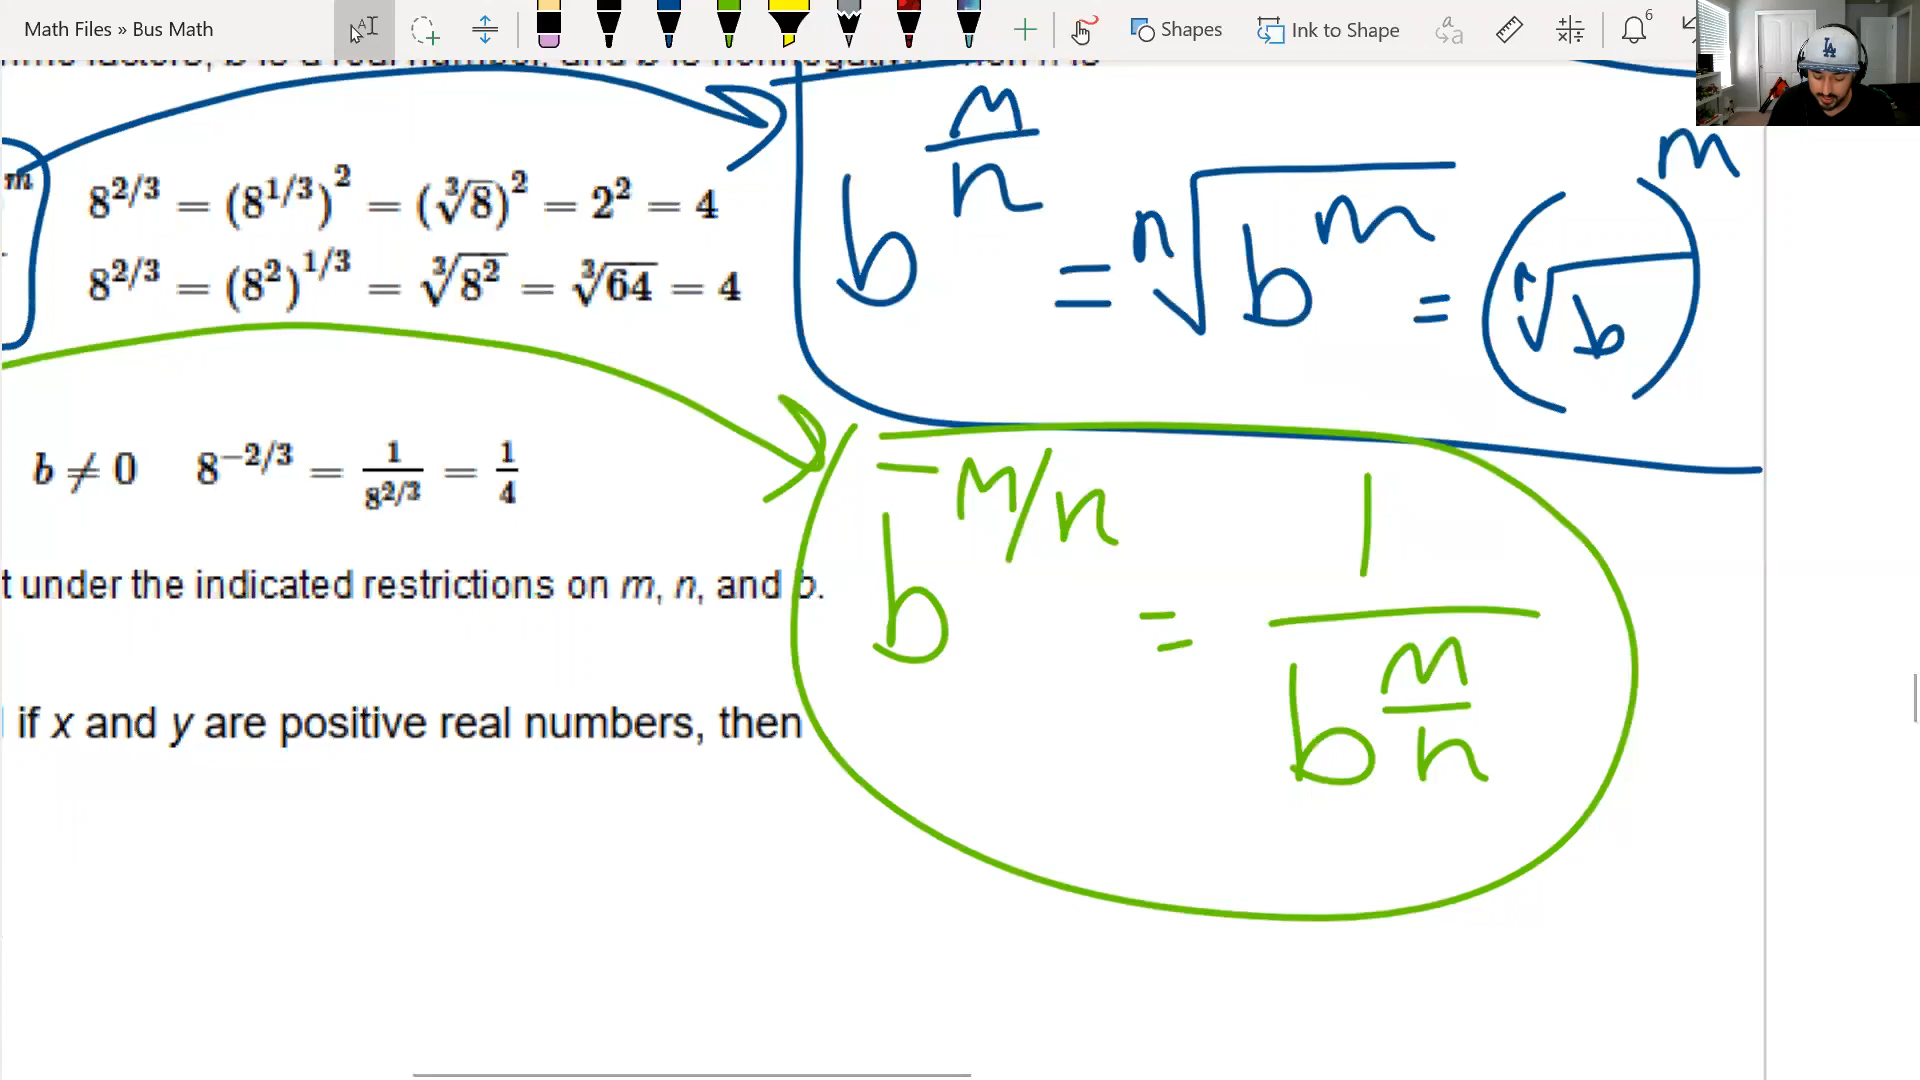 Math Files » Bus Math
Shapes
Ink to Shape
6
LA
m
8^{2/3} = (8^{1/3})^2 = (∛8)^2 = 2^2 = 4
8^{2/3} = (8^2)^{1/3} = ∛8^2 = ∛64 = 4
b^{m/n} = ⁿ√b^m = (ⁿ√b)^m
b ≠ 0 8^{-2/3} = 1/8^{2/3} = 1/4
b^{-m/n} = 1/b^{m/n}
t under the indicated restrictions on m, n, and b.
if x and y are positive real numbers, then